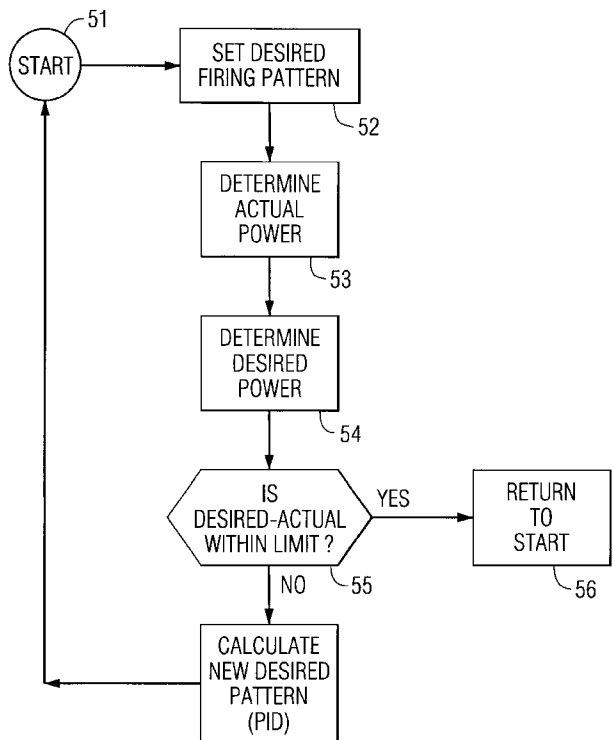 51
START
SET DESIRED
FIRING PATTERN
52
DETERMINE
ACTUAL
POWER
53
DETERMINE
DESIRED
POWER
54
IS
DESIRED-ACTUAL
WITHIN LIMIT ?
55
YES
RETURN
TO
START
56
NO
CALCULATE
NEW DESIRED
PATTERN
(PID)